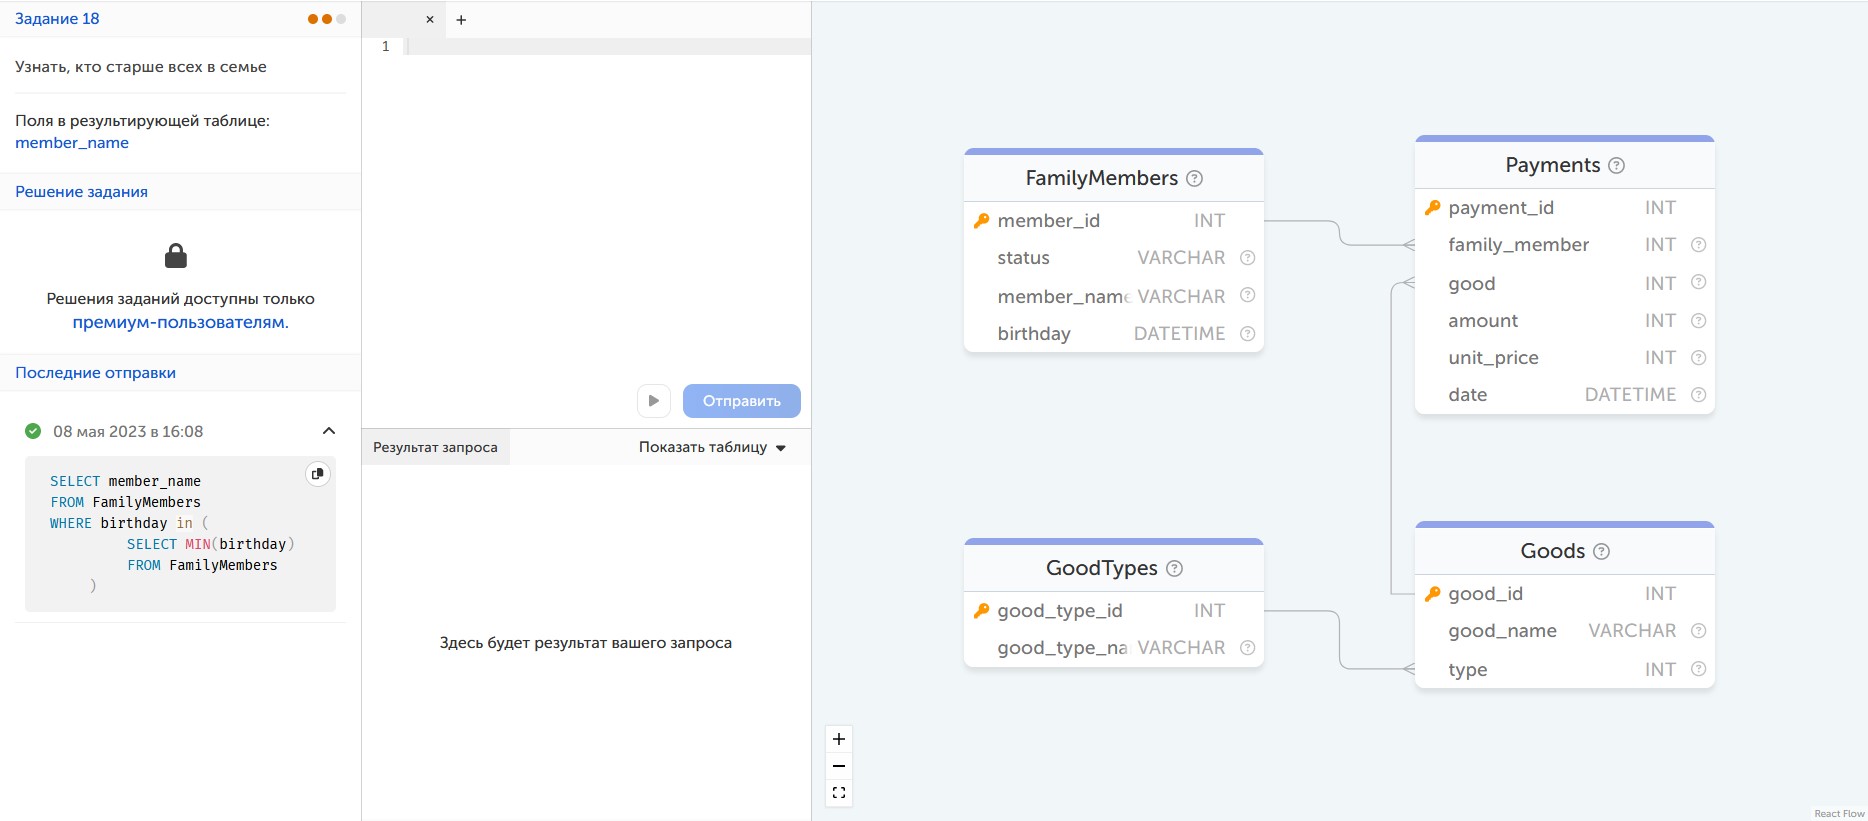 Задание 18
Узнать, кто старше всех в семье
Поля в результирующей таблице:
member_name
Решение задания
Решения заданий доступны только
премиум-пользователям.
Последние отправки
08 мая 2023 в 16:08
SELECT member_name
FROM FamilyMembers
WHERE birthday in (
SELECT MIN(birthday)
FROM FamilyMembers
)
1
Отправить
Результат запроса
Показать таблицу
Здесь будет результат вашего запроса
FamilyMembers
member_id INT
status VARCHAR
member_name VARCHAR
birthday DATETIME
Payments
payment_id INT
family_member INT
good INT
amount INT
unit_price INT
date DATETIME
GoodTypes
good_type_id INT
good_type_na VARCHAR
Goods
good_id INT
good_name VARCHAR
type INT
React Flow